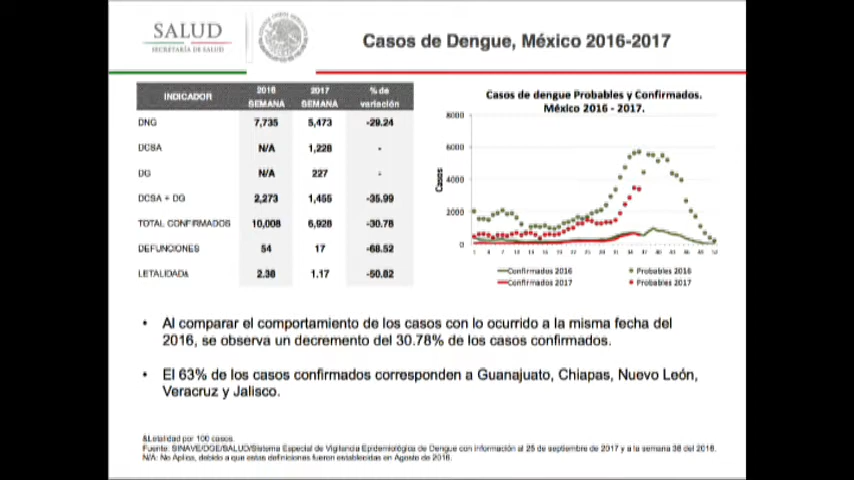 SALUD
SECRETARÍA DE SALUD
Casos de Dengue, México 2016-2017
INDICADOR 2016 SEMANA 2017 SEMANA % de variación
DNG 7,735 5,473 -29.24
DCSA N/A 1,228 -
DG N/A 227 -
DCSA + DG 2,273 1,455 -35.99
TOTAL CONFIRMADOS 10,008 6,928 -30.78
DEFUNCIONES 54 17 -68.52
LETALIDAD& 2.38 1.17 -50.82
Casos de dengue Probables y Confirmados.
México 2016 - 2017.
Casos
8000
6000
4000
2000
0
Confirmados 2016 Probables 2016
Confirmados 2017 Probables 2017
• Al comparar el comportamiento de los casos con lo ocurrido a la misma fecha del
2016, se observa un decremento del 30.78% de los casos confirmados.
• El 63% de los casos confirmados corresponden a Guanajuato, Chiapas, Nuevo León,
Veracruz y Jalisco.
&Letalidad por 100 casos.
Fuente: SINAVE/DGE/SALUD/Sistema Especial de Vigilancia Epidemiológica de Dengue con información al 25 de septiembre de 2017 y a la semana 38 del 2016.
N/A: No Aplica, debido a que estas definiciones fueron establecidas en Agosto de 2016.